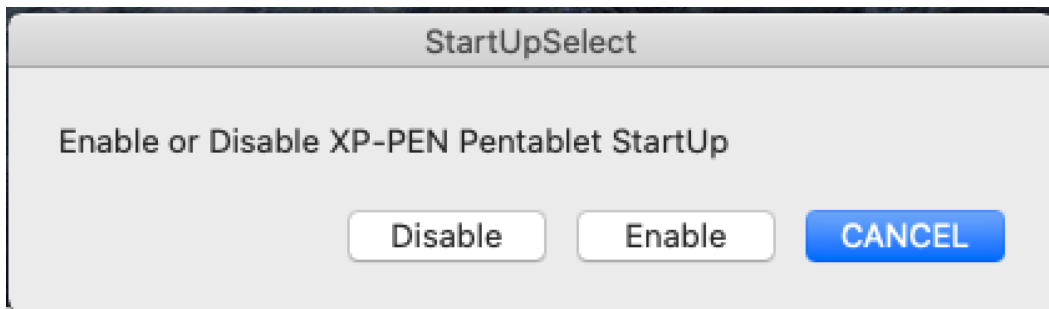 StartUpSelect
Enable or Disable XP-PEN Pentablet StartUp
Disable Enable CANCEL